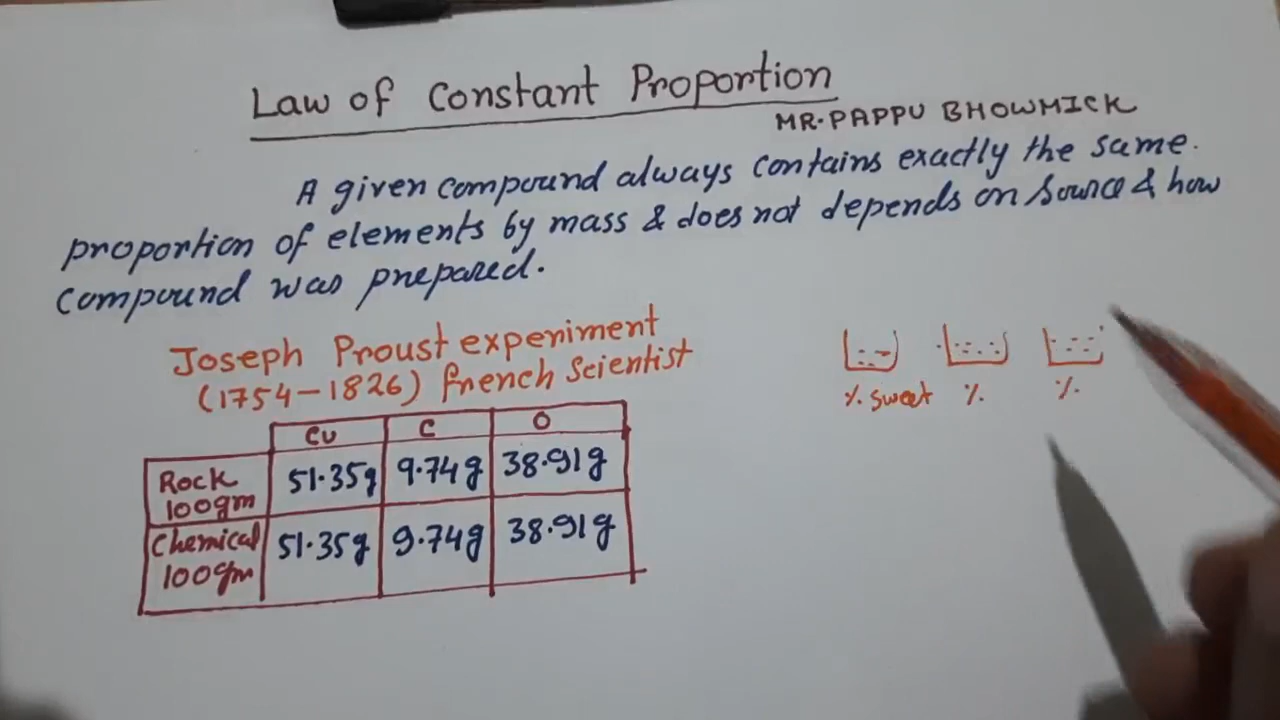 Law of Constant Proportion
MR. PAPPU BHOWMICK
A given compound always contains exactly the same.
proportion of elements by mass & does not depends on source & how
compound was prepared.
Joseph Proust experiment
(1754-1826) french Scientist
Cu C O
Rock 51.35g 9.74g 38.91g
100gm
Chemical 51.35g 9.74g 38.91g
100gm
% sweet % %